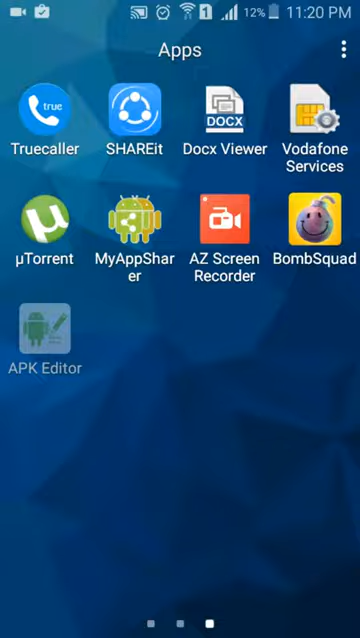 1 12% 11:20 PM
Apps
true DOCX
Truecaller SHAREit Docx Viewer Vodafone
Services
µ
µTorrent MyAppShar AZ Screen BombSquad
er Recorder
APK Editor